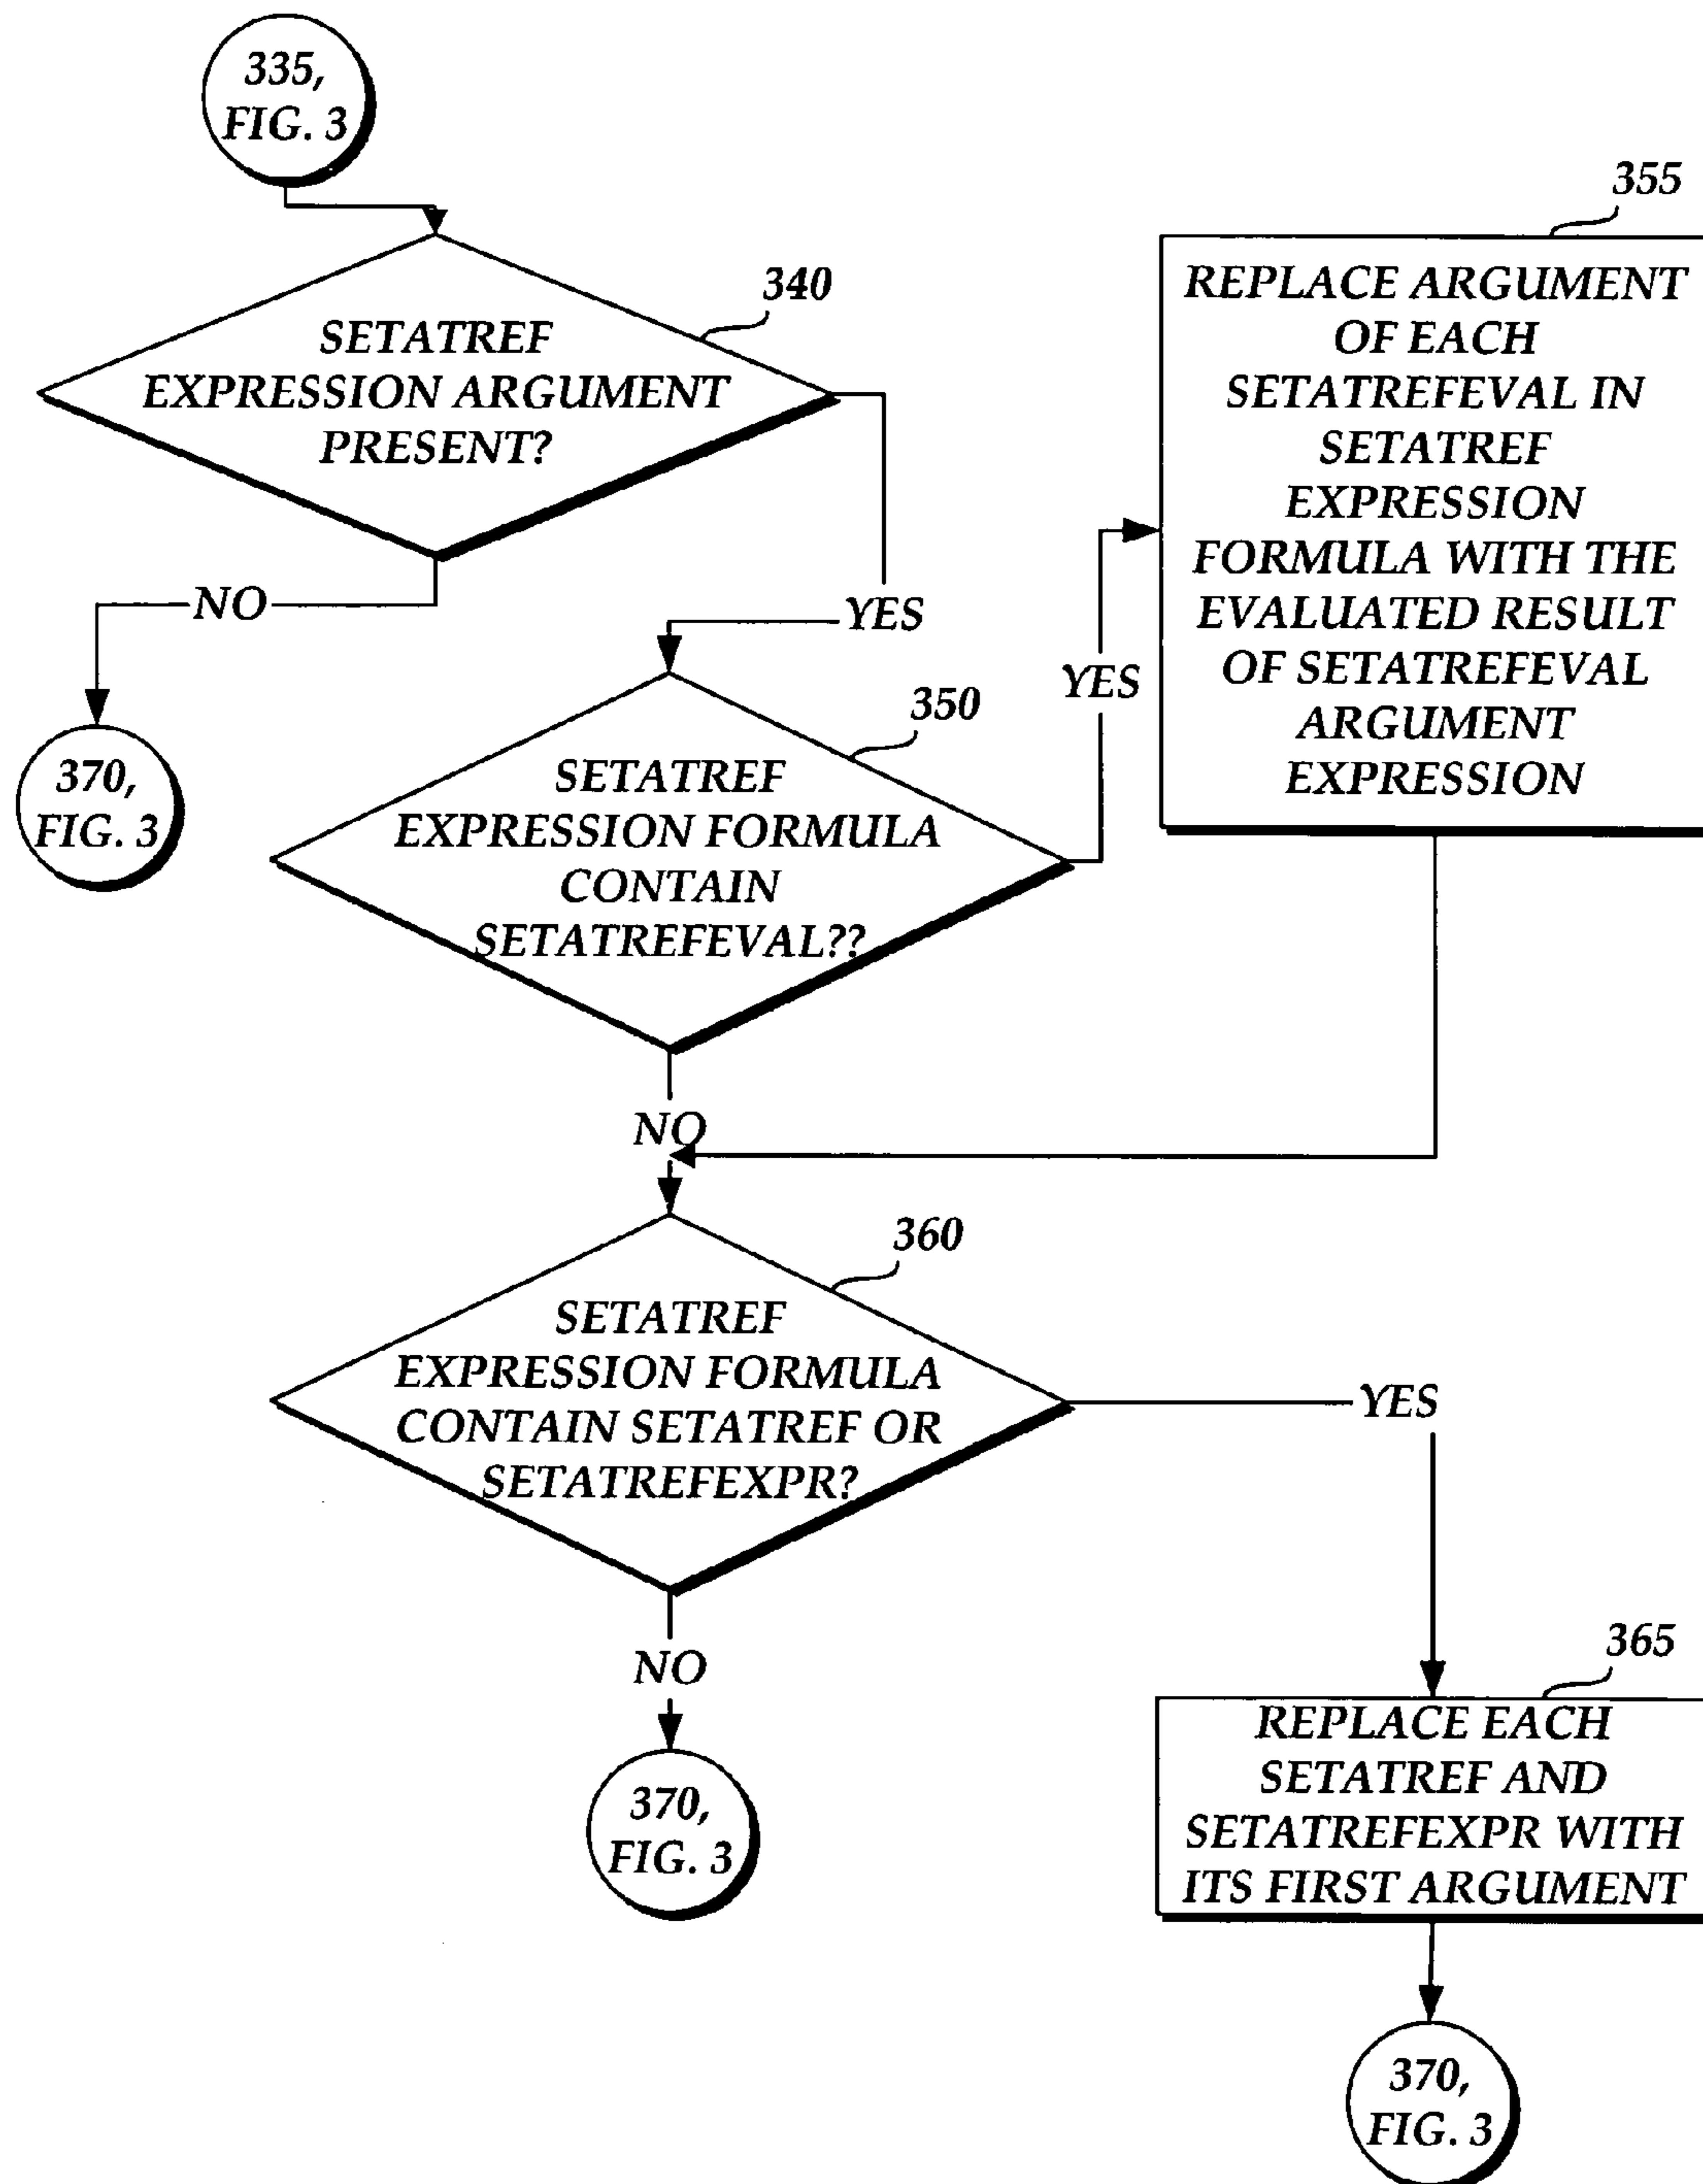 335,
FIG. 3
340
SETATREF
EXPRESSION ARGUMENT
PRESENT?
NO
YES
370,
FIG. 3
350
SETATREF
EXPRESSION FORMULA
CONTAIN
SETATREFEVAL??
YES
355
REPLACE ARGUMENT
OF EACH
SETATREFEVAL IN
SETATREF
EXPRESSION
FORMULA WITH THE
EVALUATED RESULT
OF SETATREFEVAL
ARGUMENT
EXPRESSION
NO
360
SETATREF
EXPRESSION FORMULA
CONTAIN SETATREF OR
SETATREFEXPR?
YES
NO
370,
FIG. 3
365
REPLACE EACH
SETATREF AND
SETATREFEXPR WITH
ITS FIRST ARGUMENT
370,
FIG. 3